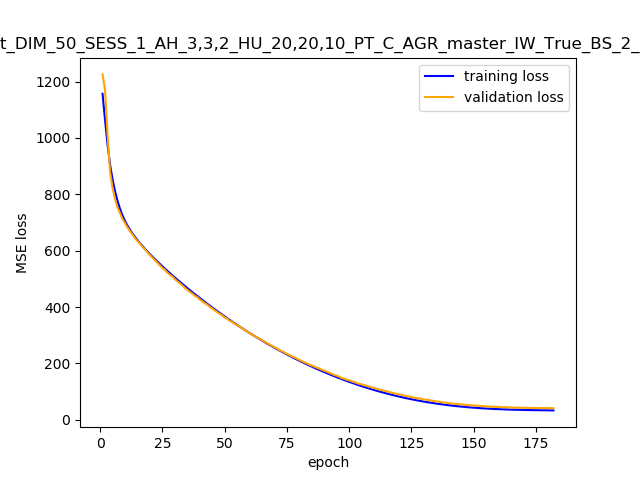 t_DIM_50_SESS_1_AH_3,3,2_HU_20,20,10_PT_C_AGR_master_IW_True_BS_2_
training loss
validation loss
1200
1000
800
600
400
200
0
MSE loss
0 25 50 75 100 125 150 175
epoch